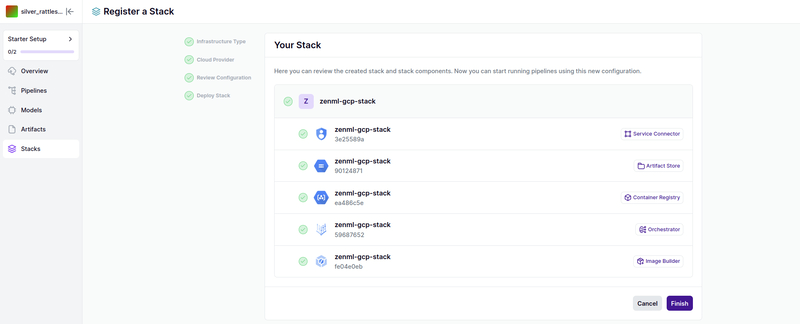 silver_rattles...
Register a Stack
Starter Setup
0/2
Overview
Pipelines
Models
Artifacts
Stacks
Infrastructure Type
Cloud Provider
Review Configuration
Deploy Stack
Your Stack
Here you can review the created stack and stack components. Now you can start running pipelines using this new configuration.
Z zenml-gcp-stack
zenml-gcp-stack
3e25589a
Service Connector
zenml-gcp-stack
90124871
Artifact Store
zenml-gcp-stack
ea486c5e
Container Registry
zenml-gcp-stack
59687652
Orchestrator
zenml-gcp-stack
fe04e0eb
Image Builder
Cancel
Finish